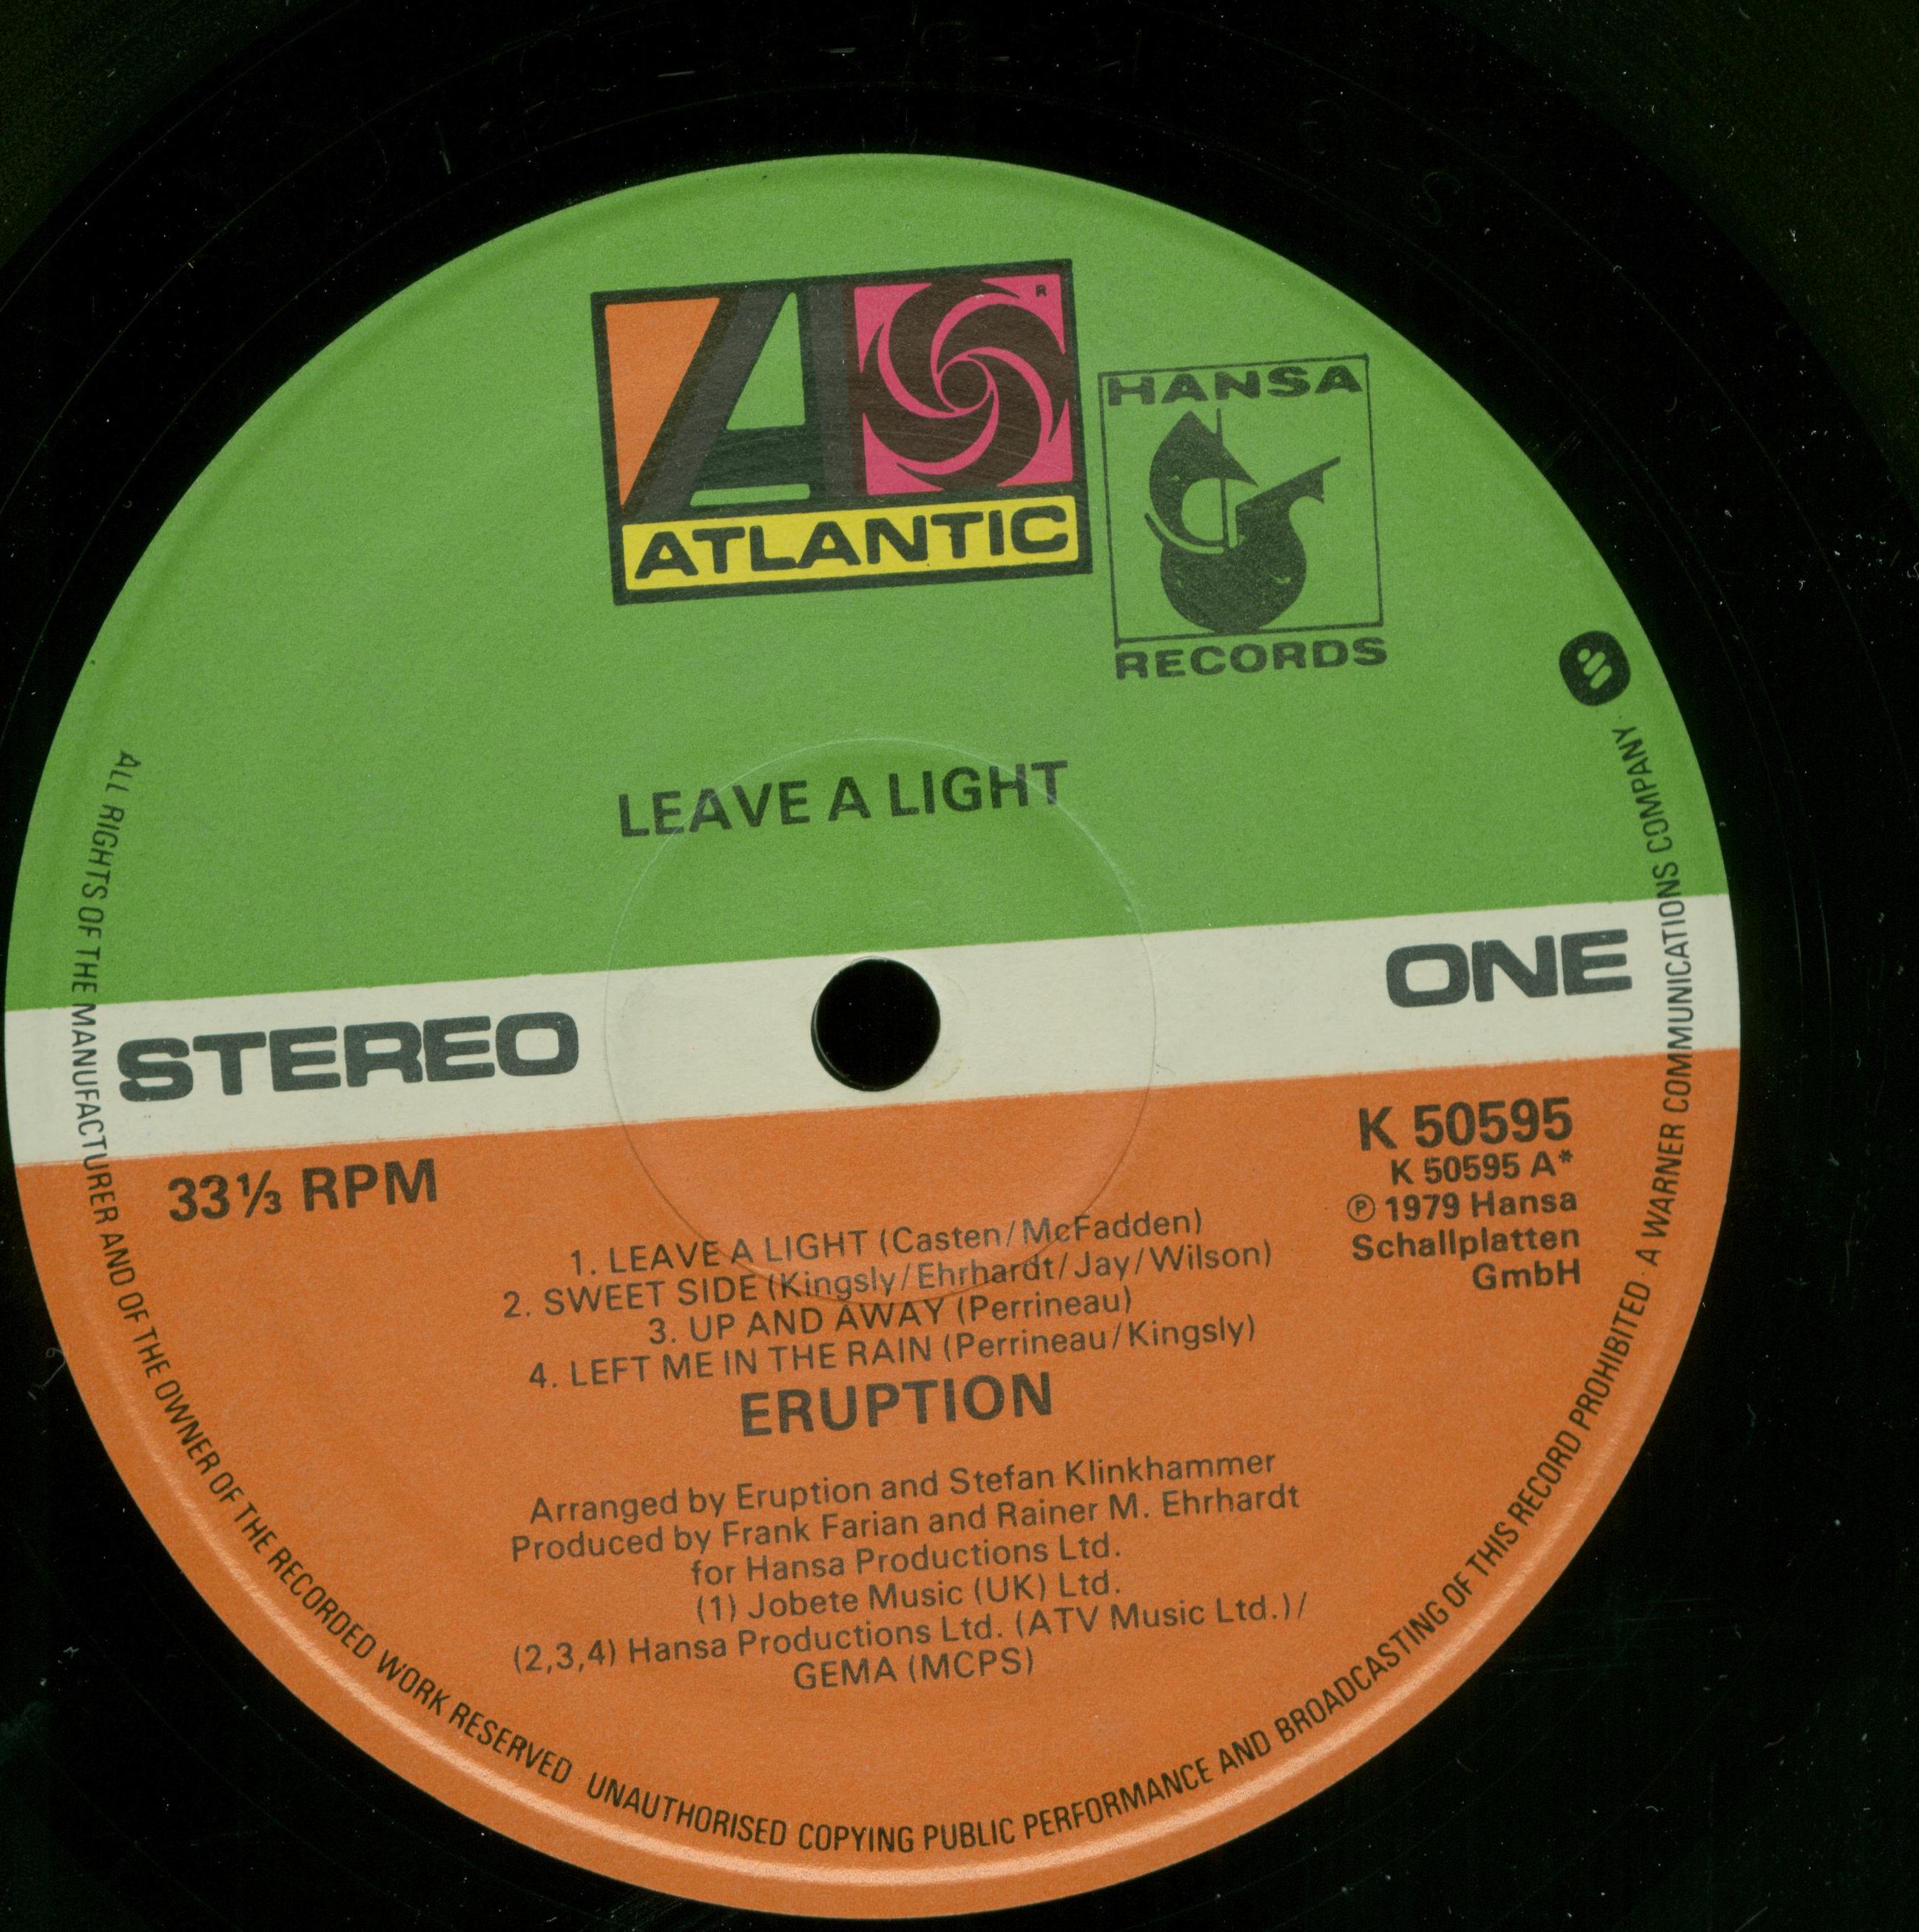 R
ATLANTIC
HANSA
RECORDS
LEAVE A LIGHT
STEREO
ONE
33⅓ RPM
K 50595
K 50595 A*
℗ 1979 Hansa
Schallplatten
GmbH
1. LEAVE A LIGHT (Casten/McFadden)
2. SWEET SIDE (Kingsly/Ehrhardt/Jay/Wilson)
3. UP AND AWAY (Perrineau)
4. LEFT ME IN THE RAIN (Perrineau/Kingsly)
ERUPTION
Arranged by Eruption and Stefan Klinkhammer
Produced by Frank Farian and Rainer M. Ehrhardt
for Hansa Productions Ltd.
(1) Jobete Music (UK) Ltd.
(2,3,4) Hansa Productions Ltd. (ATV Music Ltd.)/
GEMA (MCPS)
ALL RIGHTS OF THE MANUFACTURER AND OF THE OWNER OF THE RECORDED WORK RESERVED UNAUTHORISED COPYING PUBLIC PERFORMANCE AND BROADCASTING OF THIS RECORD PROHIBITED A WARNER COMMUNICATIONS COMPANY